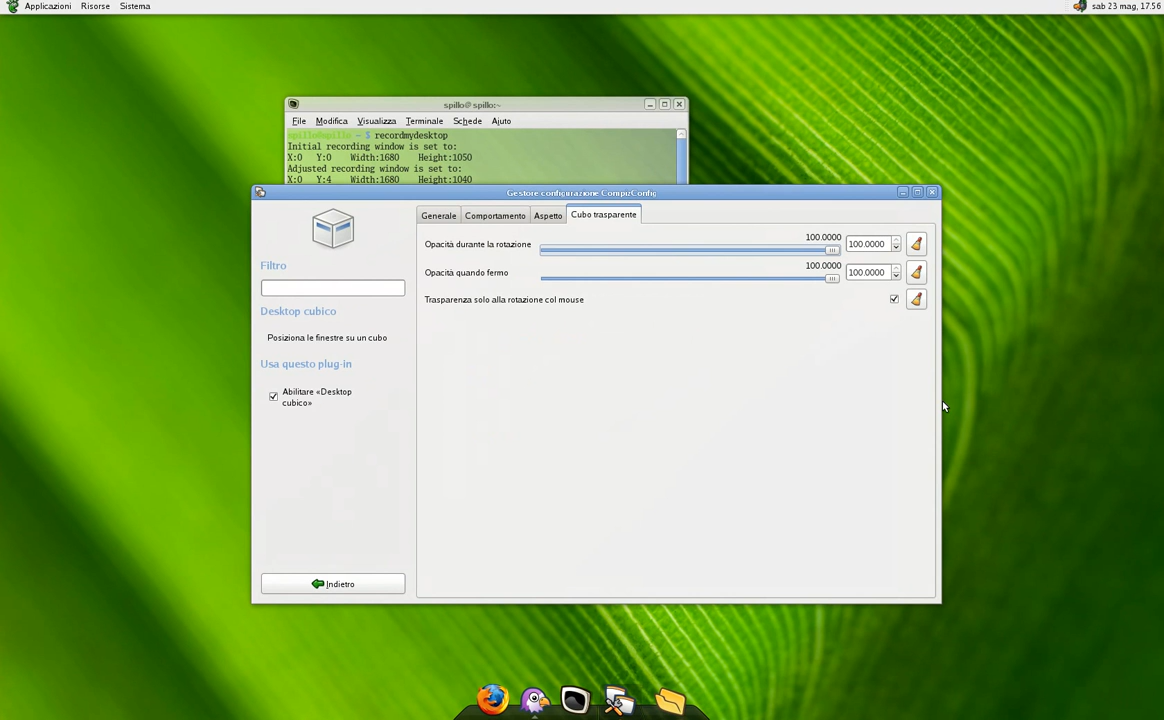 Applicazioni Risorse Sistema
sab 23 mag, 17.56
spillo@spillo:~
File Modifica Visualizza Terminale Schede Aiuto
spillo@spillo ~ $ recordmydesktop
Initial recording window is set to:
X:0 Y:0 Width:1680 Height:1050
Adjusted recording window is set to:
X:0 Y:4 Width:1680 Height:1040
Gestore configurazione CompizConfig
Generale Comportamento Aspetto Cubo trasparente
Opacità durante la rotazione 100.0000 100.0000
Opacità quando fermo 100.0000 100.0000
Trasparenza solo alla rotazione col mouse
Filtro
Desktop cubico
Posiziona le finestre su un cubo
Usa questo plug-in
Abilitare «Desktop
cubico»
Indietro